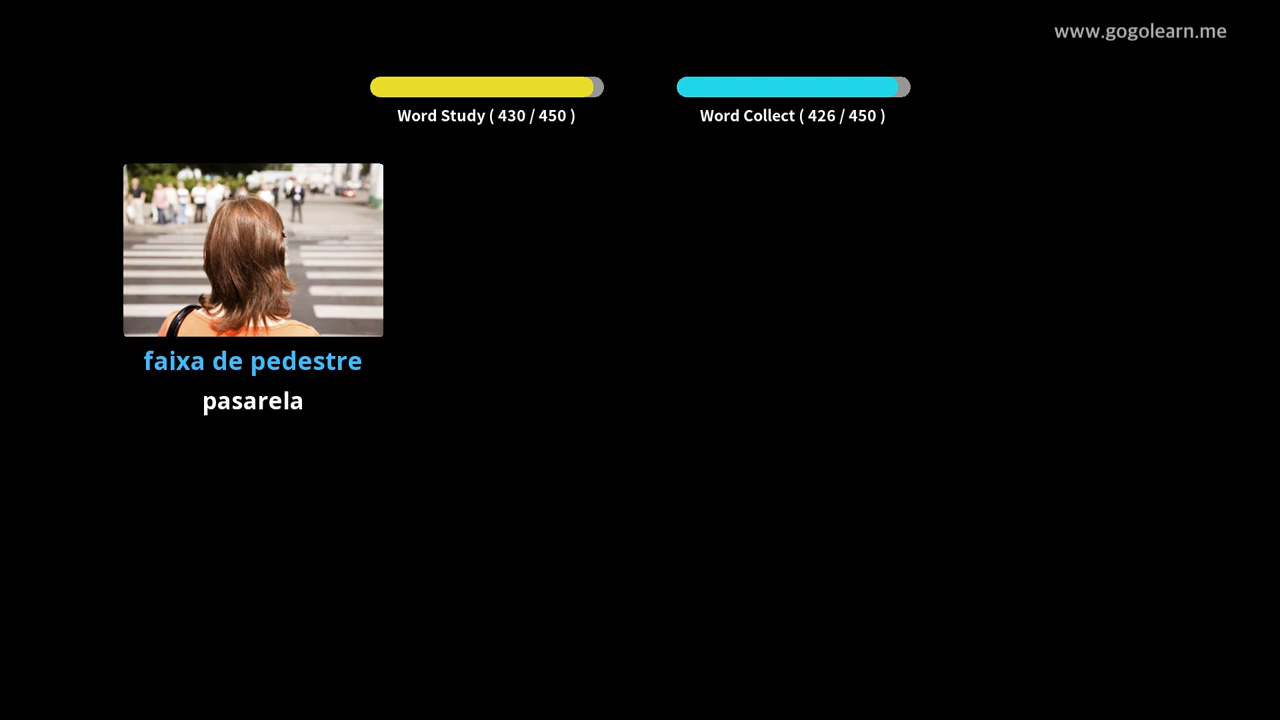 www.gogolearn.me
Word Study ( 430 / 450 )
Word Collect ( 426 / 450 )
faixa de pedestre
pasarela